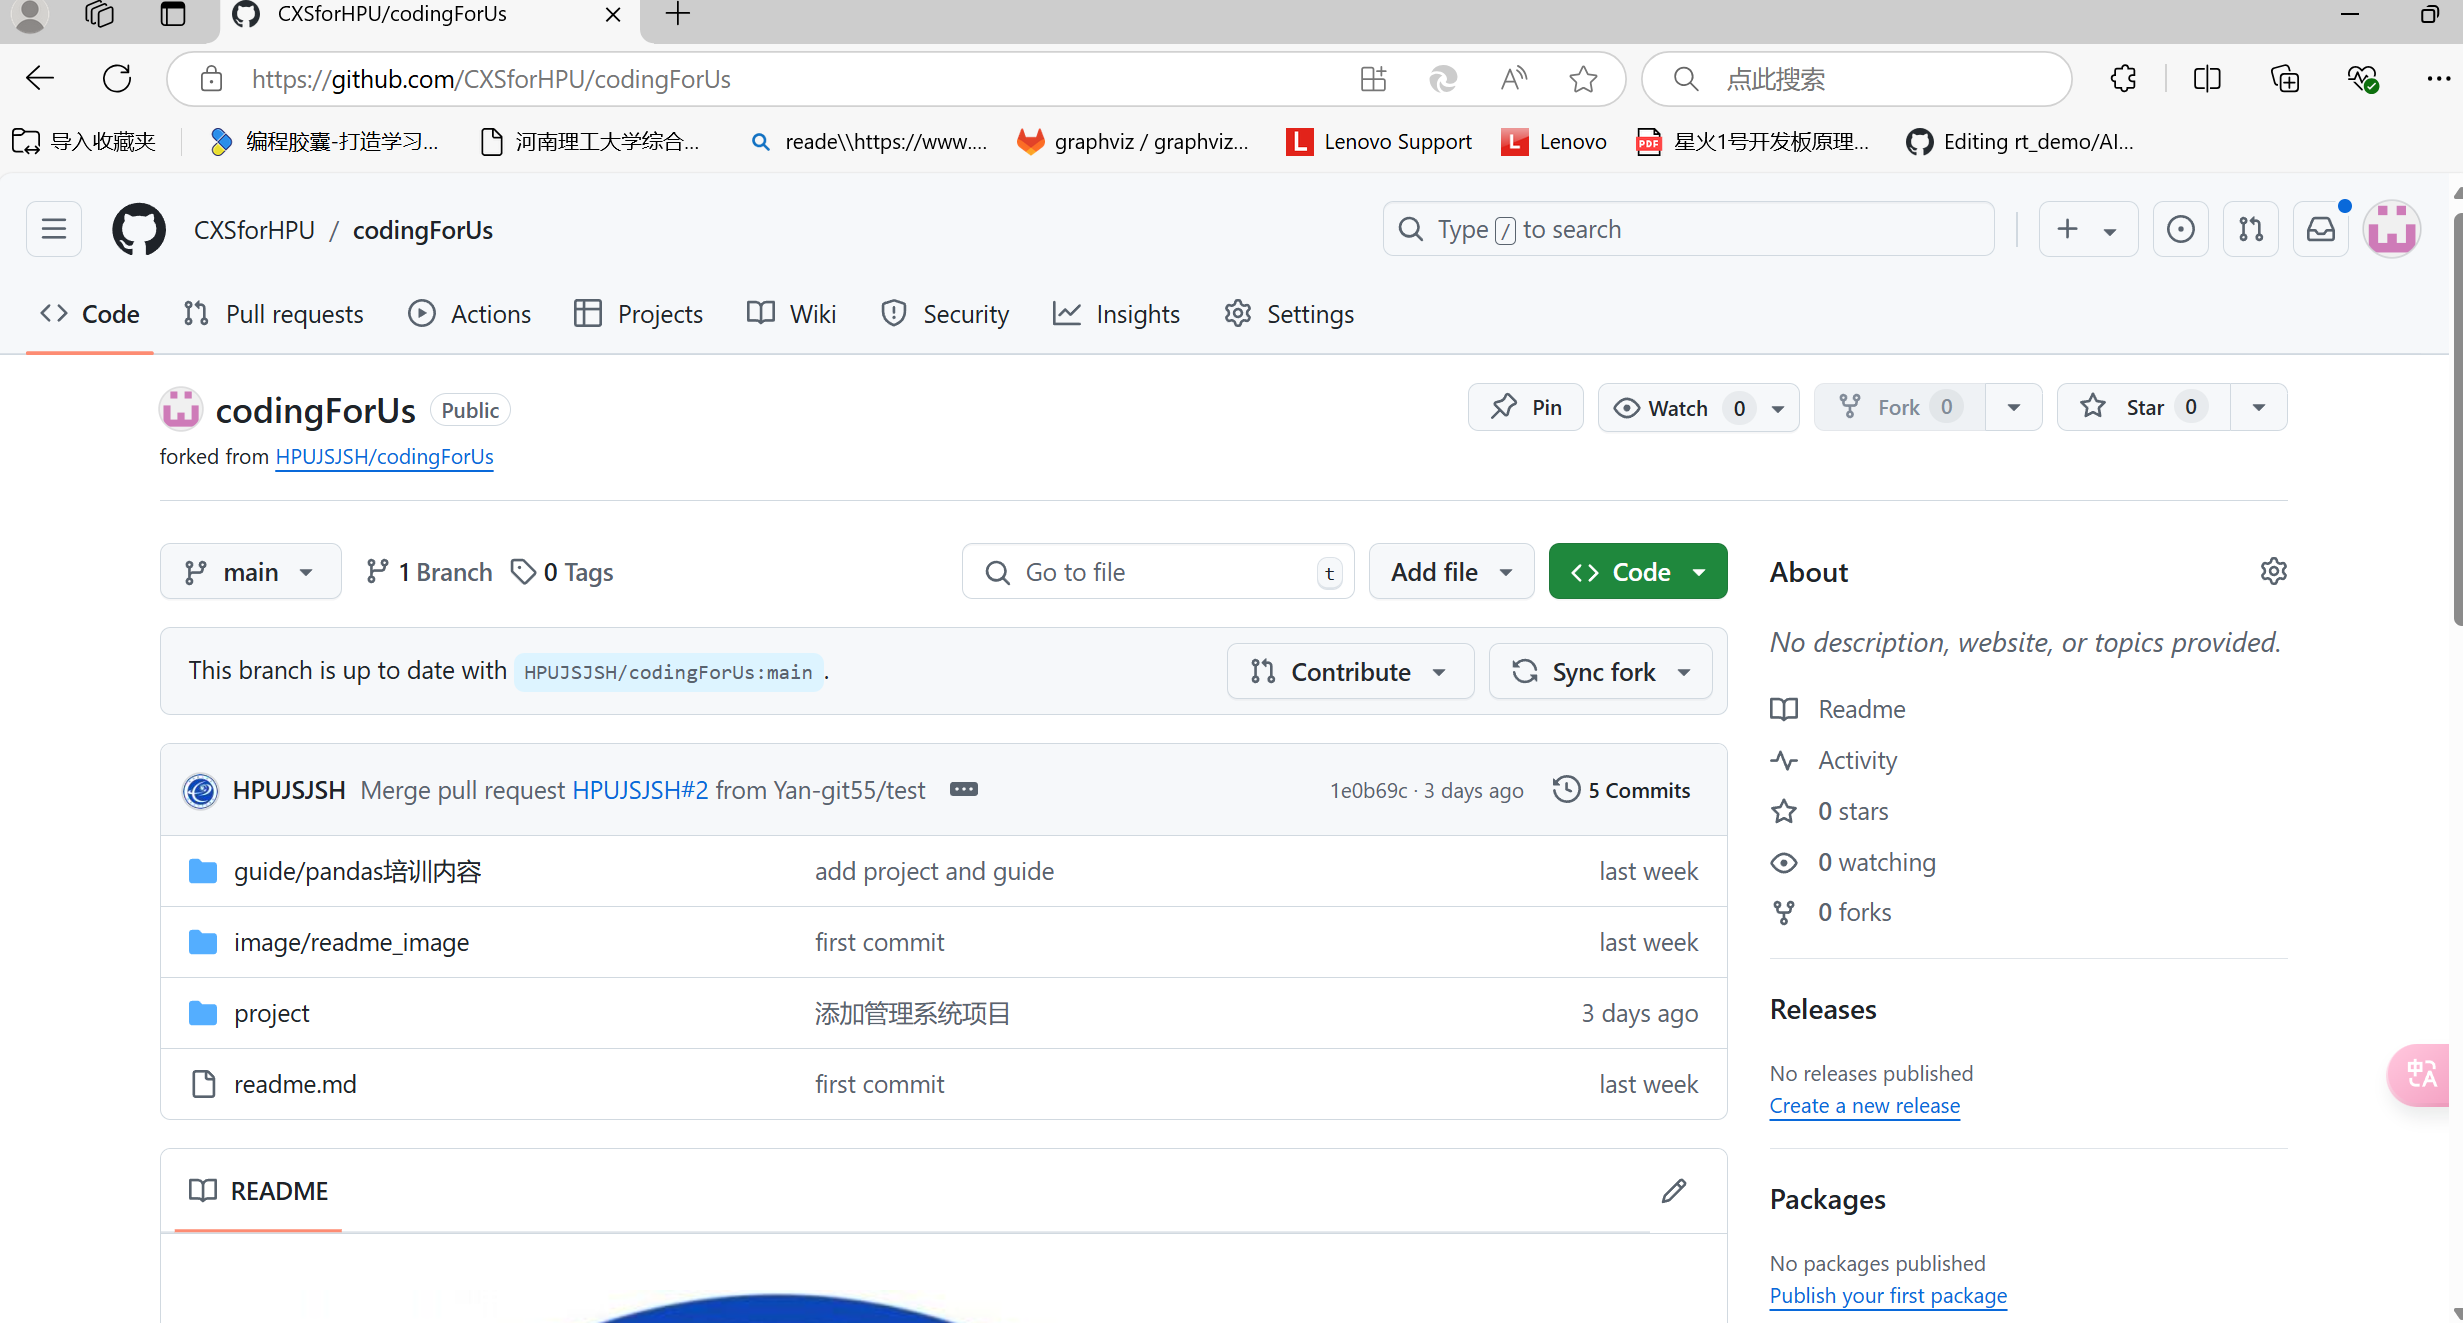 CXSforHPU/codingForUs
https://github.com/CXSforHPU/codingForUs
点此搜索
导入收藏夹
编程胶囊-打造学习...
河南理工大学综合...
reade\\https://www....
graphviz / graphviz...
Lenovo Support
Lenovo
星火1号开发板原理...
Editing rt_demo/AI...
CXSforHPU / codingForUs
Type / to search
Code
Pull requests
Actions
Projects
Wiki
Security
Insights
Settings
codingForUs Public
Pin
Watch 0
Fork 0
Star 0
forked from HPUJSJSH/codingForUs
main
1 Branch
0 Tags
Go to file t
Add file
Code
This branch is up to date with HPUJSJSH/codingForUs:main .
Contribute
Sync fork
HPUJSJSH Merge pull request HPUJSJSH#2 from Yan-git55/test
1e0b69c · 3 days ago
5 Commits
guide/pandas培训内容 add project and guide last week
image/readme_image first commit last week
project 添加管理系统项目 3 days ago
readme.md first commit last week
README
About
No description, website, or topics provided.
Readme
Activity
0 stars
0 watching
0 forks
Releases
No releases published
Create a new release
Packages
No packages published
Publish your first package